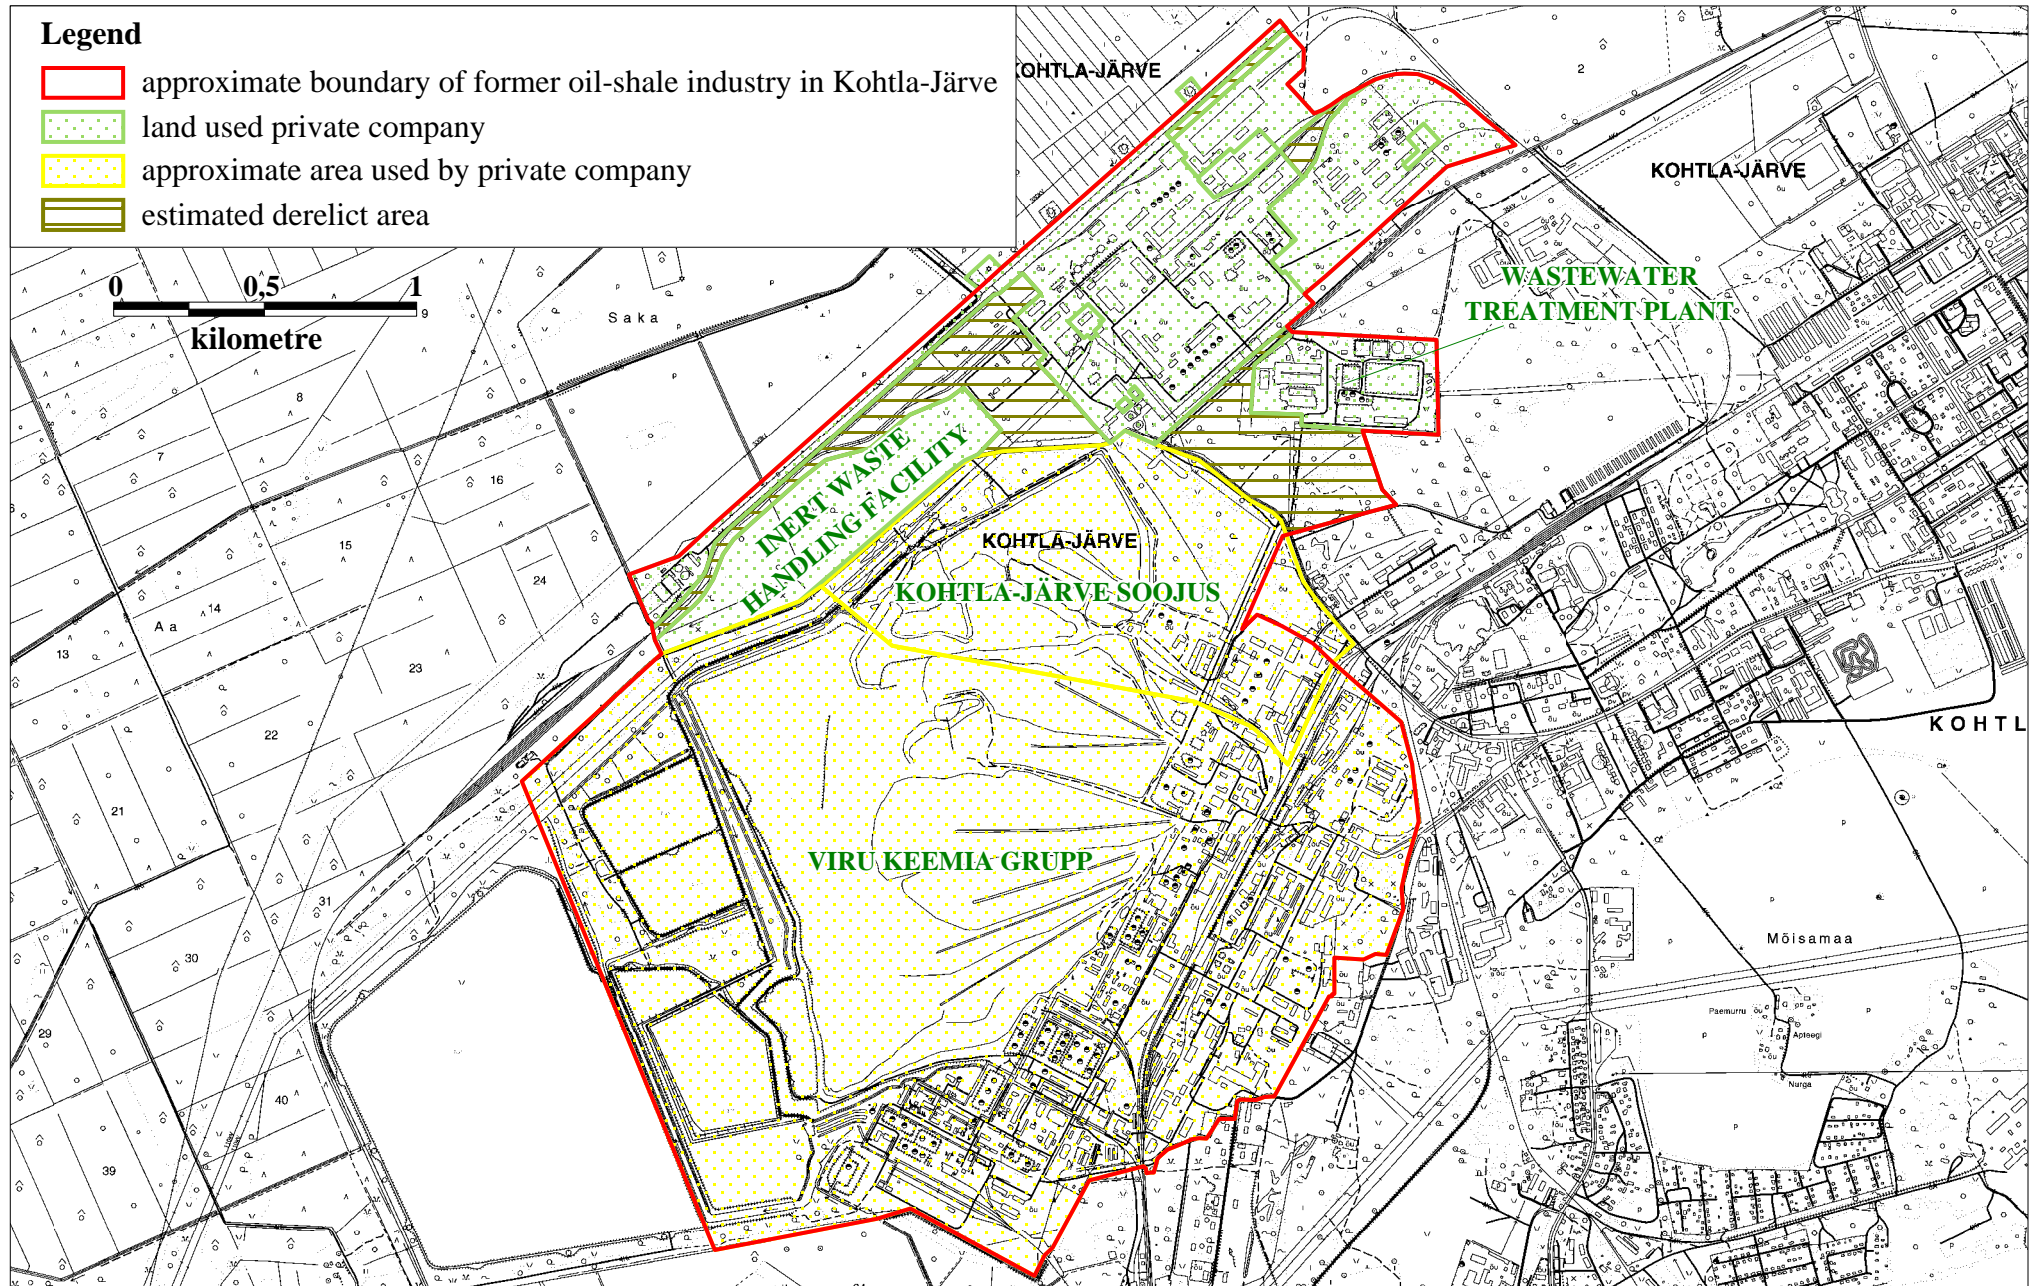 Legend
approximate boundary of former oil-shale industry in Kohtla-Järve
land used private company
approximate area used by private company
estimated derelict area
0 0,5 1
kilometre
KOHTLA-JÄRVE
2
KOHTLA-JÄRVE
WASTEWATER
TREATMENT PLANT
9
Saka
8
7
16
15
24
14
Aa
13
23
22
21
31
30
29
40
39
INERT WASTE
HANDLING FACILITY
KOHTLA-JÄRVE
KOHTLA-JÄRVE SOOJUS
KOHTL
VIRU KEEMIA GRUPP
Mõisamaa
Paemurru
Apteegi
Nurga